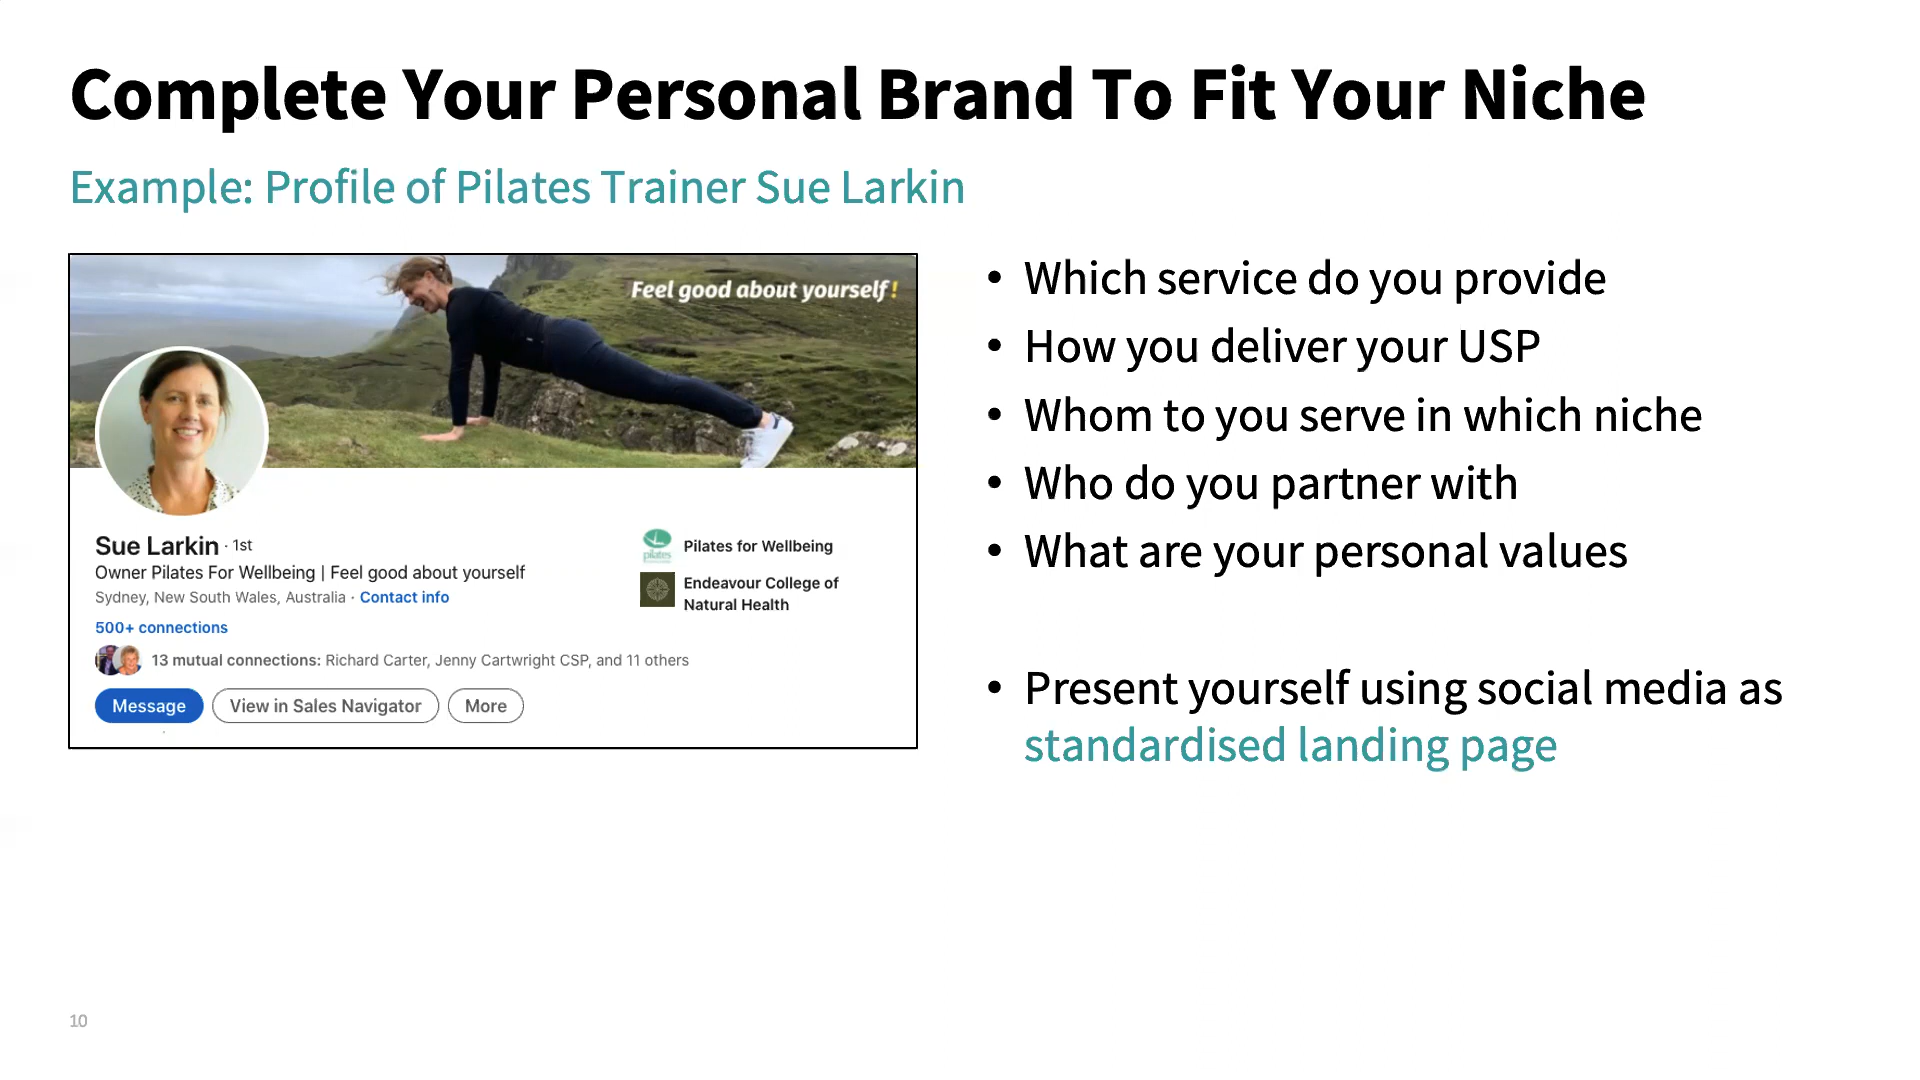 Complete Your Personal Brand To Fit Your Niche
Example: Profile of Pilates Trainer Sue Larkin
Feel good about yourself!
Sue Larkin · 1st
Owner Pilates For Wellbeing | Feel good about yourself
Sydney, New South Wales, Australia · Contact info
500+ connections
13 mutual connections: Richard Carter, Jenny Cartwright CSP, and 11 others
Message
View in Sales Navigator
More
pilates
Pilates for Wellbeing
Endeavour College of
Natural Health
• Which service do you provide
• How you deliver your USP
• Whom to you serve in which niche
• Who do you partner with
• What are your personal values
• Present yourself using social media as
standardised landing page
10